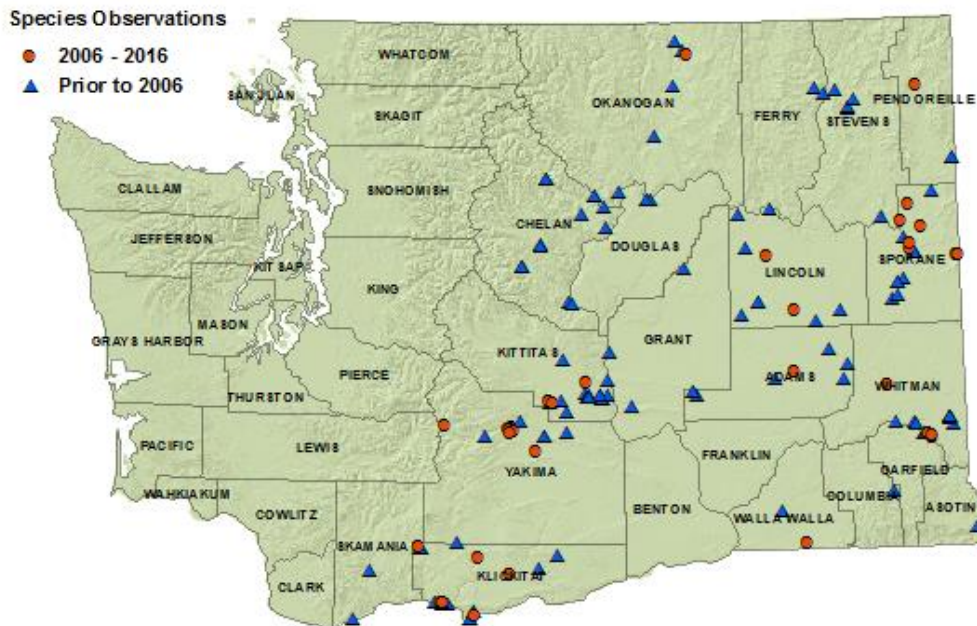 Species Observations
2006 - 2016
Prior to 2006
WHATCOM
SAN JUAN
SKAGIT
OKANOGAN
FERRY
STEVENS
PENDOREILLE
CLALLAM
SNOHOMISH
CHELAN
JEFFERSON
DOUGLAS
KITSAP
SPOKANE
LINCOLN
KING
MASON
GRAYS HARBOR
GRANT
KITTITAS
PIERCE
ADAMS
WHITMAN
THURSTON
PACIFIC
LEWIS
YAKIMA
FRANKLIN
GARFIELD
WAHKIAKUM
COLUMBIA
BENTON
ASOTIN
COWLITZ
WALLA WALLA
SKAMANIA
KLICKITAT
CLARK